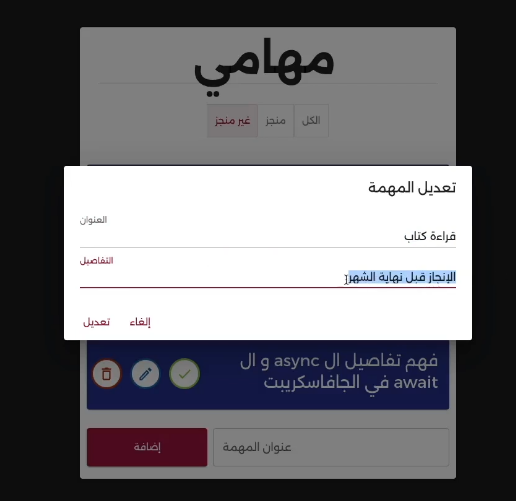 مهامي
الكل
منجز
غير منجز
تعديل المهمة
العنوان
قراءة كتاب
التفاصيل
الإنجاز قبل نهاية الشهر
إلغاء
تعديل
فهم تفاصيل ال async و ال
await في الجافاسكريبت
عنوان المهمة
إضافة